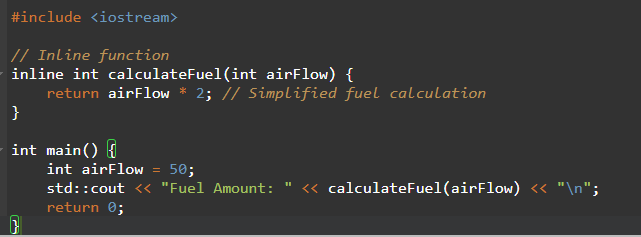 #include <iostream>
// Inline function
inline int calculateFuel(int airFlow) {
    return airFlow * 2; // Simplified fuel calculation
}
int main() {
    int airFlow = 50;
    std::cout << "Fuel Amount: " << calculateFuel(airFlow) << "\n";
    return 0;
}